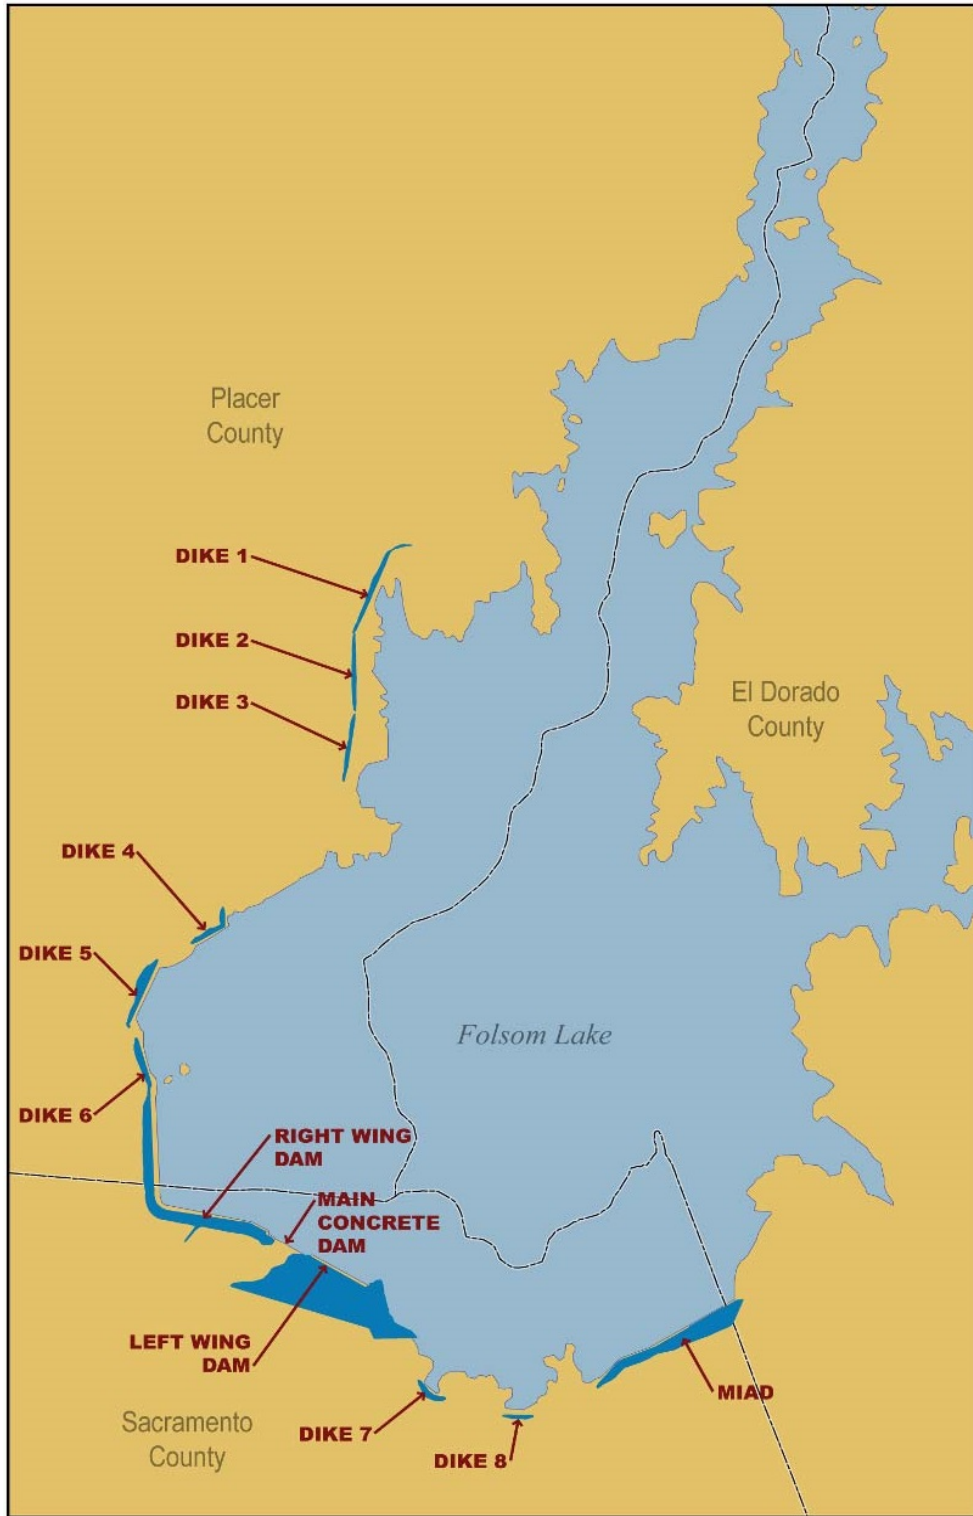 Placer
County
DIKE 1
DIKE 2
DIKE 3
El Dorado
County
DIKE 4
DIKE 5
Folsom Lake
DIKE 6
RIGHT WING
DAM
MAIN
CONCRETE
DAM
LEFT WING
DAM
MIAD
Sacramento
County
DIKE 7
DIKE 8